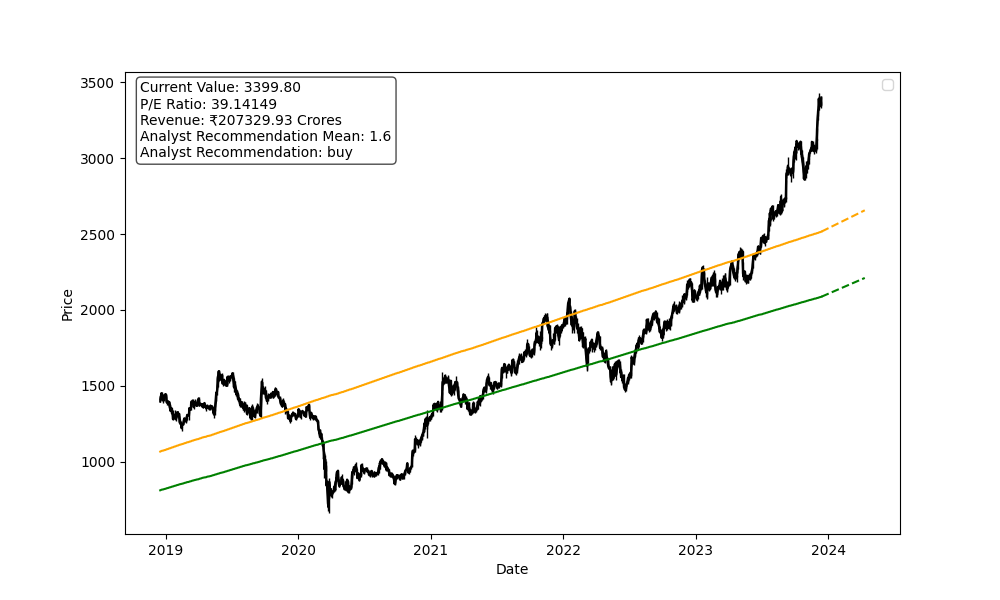 Current Value: 3399.80
P/E Ratio: 39.14149
Revenue: ₹207329.93 Crores
Analyst Recommendation Mean: 1.6
Analyst Recommendation: buy
3500
3000
2500
2000
1500
1000
Price
2019 2020 2021 2022 2023 2024
Date